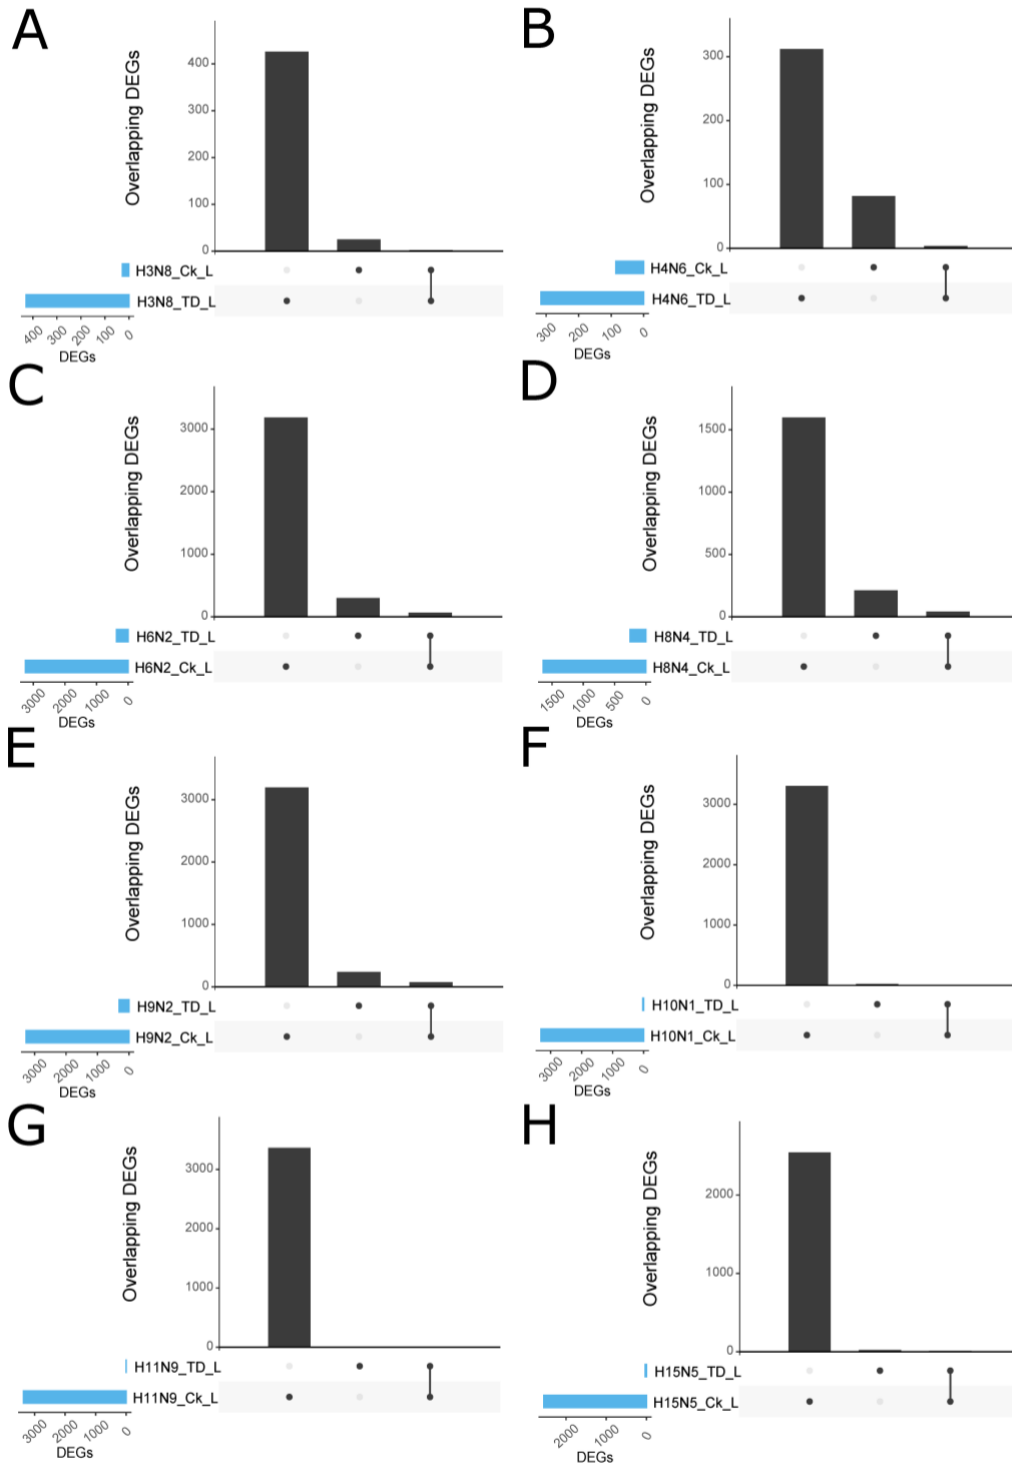 A
Overlapping DEGs
400
300
200
100
0
H3N8_Ck_L
H3N8_TD_L
400 300 200 100 0
DEGs
B
Overlapping DEGs
300
200
100
0
H4N6_Ck_L
H4N6_TD_L
300 200 100 0
DEGs
C
Overlapping DEGs
3000
2000
1000
0
H6N2_TD_L
H6N2_Ck_L
3000 2000 1000 0
DEGs
D
Overlapping DEGs
1500
1000
500
0
H8N4_TD_L
H8N4_Ck_L
1500 1000 500 0
DEGs
E
Overlapping DEGs
3000
2000
1000
0
H9N2_TD_L
H9N2_Ck_L
3000 2000 1000 0
DEGs
F
Overlapping DEGs
3000
2000
1000
0
H10N1_TD_L
H10N1_Ck_L
3000 2000 1000 0
DEGs
G
Overlapping DEGs
3000
2000
1000
0
H11N9_TD_L
H11N9_Ck_L
3000 2000 1000 0
DEGs
H
Overlapping DEGs
2000
1000
0
H15N5_TD_L
H15N5_Ck_L
2000 1000 0
DEGs